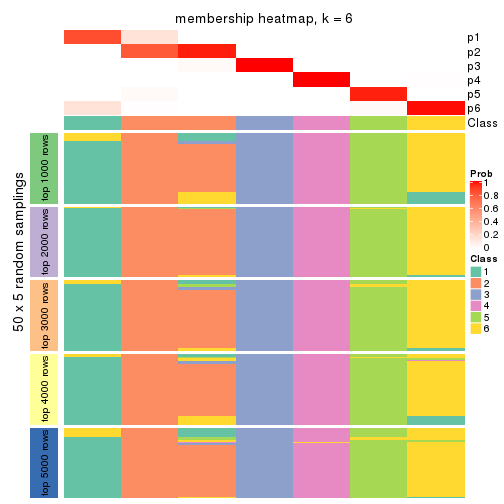 membership heatmap, k = 6
p1
p2
p3
p4
p5
p6
Class
50 x 5 random samplings
top 1000 rows
top 2000 rows
top 3000 rows
top 4000 rows
top 5000 rows
Prob
1
0.8
0.6
0.4
0.2
0
Class
1
2
3
4
5
6